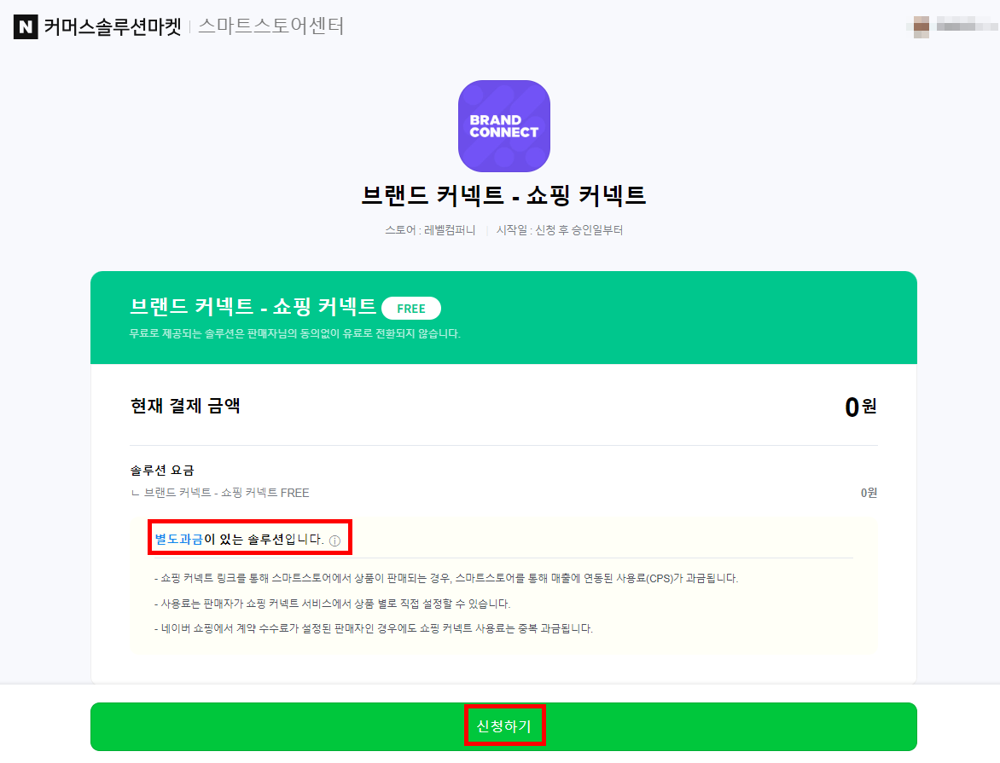 N 커머스솔루션마켓 스마트스토어센터
BRAND
CONNECT
브랜드 커넥트 - 쇼핑 커넥트
스토어 : 레벨컴퍼니 시작일 : 신청 후 승인일부터
브랜드 커넥트 - 쇼핑 커넥트 FREE
무료로 제공되는 솔루션은 판매자님의 동의없이 유료로 전환되지 않습니다.
현재 결제 금액 0원
솔루션 요금
ㄴ 브랜드 커넥트 - 쇼핑 커넥트 FREE 0원
별도과금이 있는 솔루션입니다.
- 쇼핑 커넥트 링크를 통해 스마트스토어에서 상품이 판매되는 경우, 스마트스토어를 통해 매출에 연동된 사용료(CPS)가 과금됩니다.
- 사용료는 판매자가 쇼핑 커넥트 서비스에서 상품 별로 직접 설정할 수 있습니다.
- 네이버 쇼핑에서 계약 수수료가 설정된 판매자인 경우에도 쇼핑 커넥트 사용료는 중복 과금됩니다.
신청하기